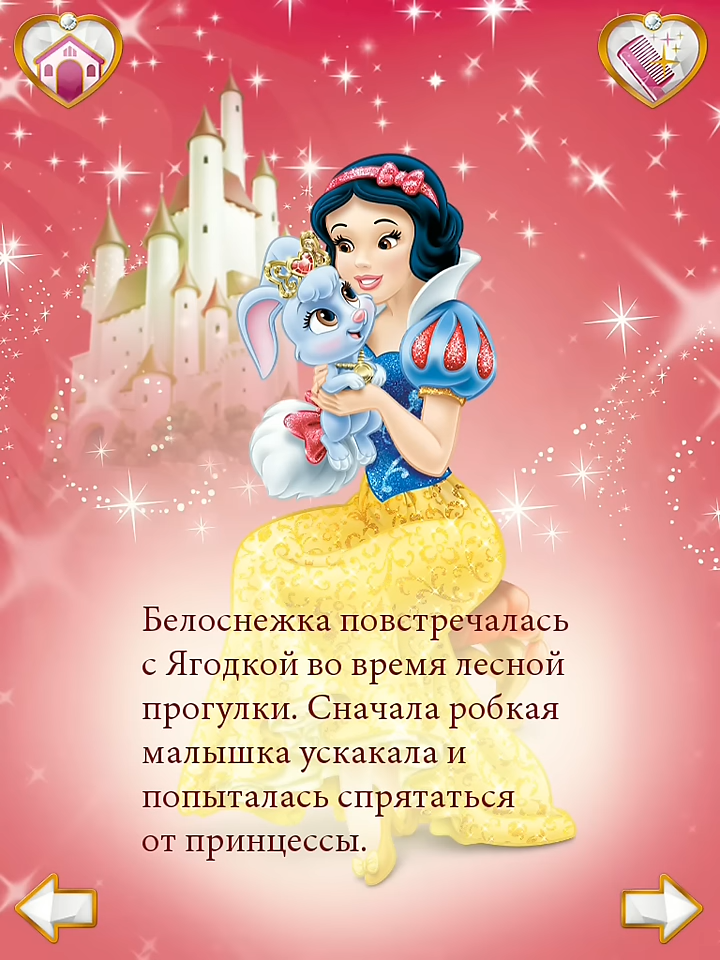 Белоснежка повстречалась
с Ягодкой во время лесной
прогулки. Сначала робкая
малышка ускакала и
попыталась спрятаться
от принцессы.